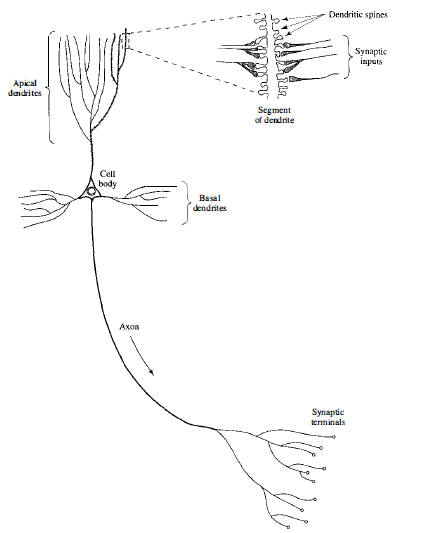 Dendritic spines
Synaptic
inputs
Apical
dendrites
Segment
of dendrite
Cell
body
Basal
dendrites
Axon
Synaptic
terminals